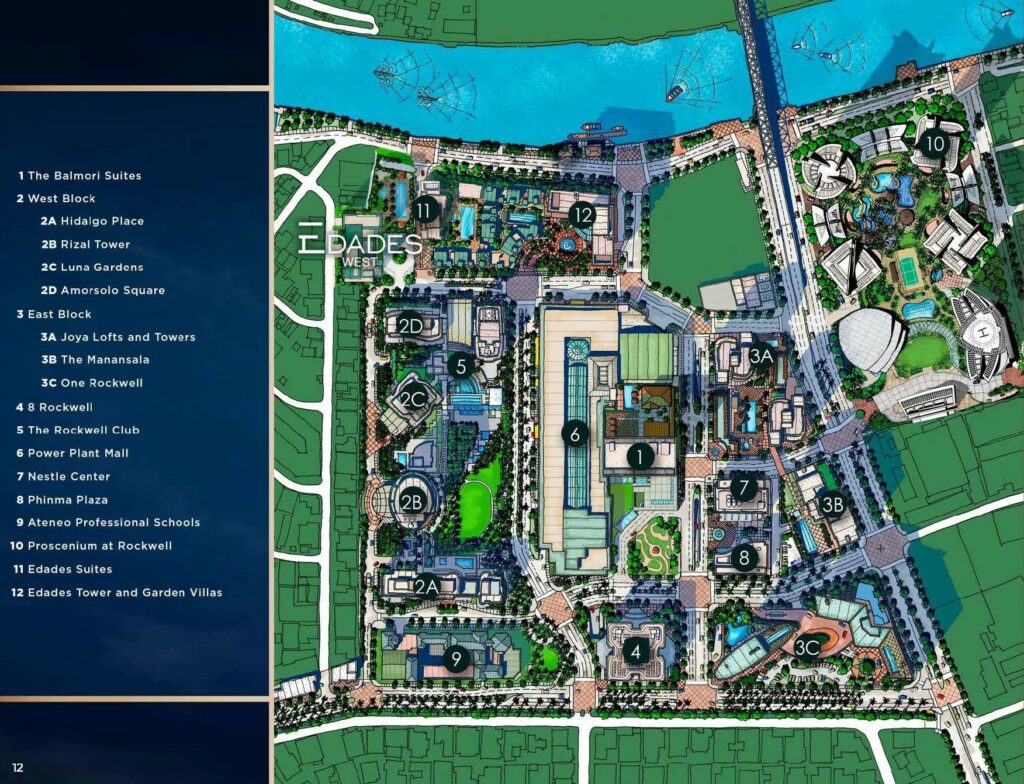 1 The Balmori Suites
2 West Block
2A Hidalgo Place
2B Rizal Tower
2C Luna Gardens
2D Amorsolo Square
3 East Block
3A Joya Lofts and Towers
3B The Manansala
3C One Rockwell
4 8 Rockwell
5 The Rockwell Club
6 Power Plant Mall
7 Nestle Center
8 Phinma Plaza
9 Ateneo Professional Schools
10 Proscenium at Rockwell
11 Edades Suites
12 Edades Tower and Garden Villas
12
10
11
12
EDADES
WEST
2D
5
3A
2C
6
1
7
2B
3B
8
2A
9
4
3C
H